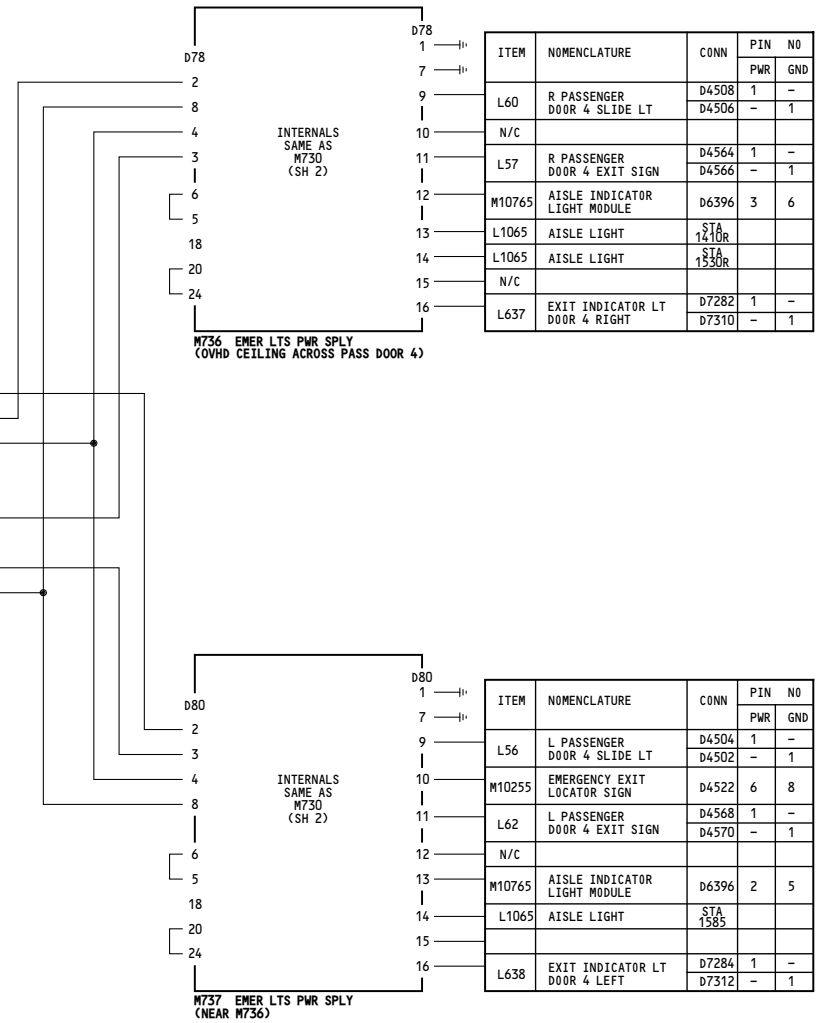 D78
D78
1
7
9
10
11
12
13
14
15
16
2
8
4
3
6
5
18
20
24
INTERNALS
SAME AS
M730
(SH 2)
ITEM NOMENCLATURE CONN PIN NO
PWR GND
L60 R PASSENGER DOOR 4 SLIDE LT D4508 1 -
D4506 - 1
N/C
L57 R PASSENGER DOOR 4 EXIT SIGN D4564 1 -
D4566 - 1
M10765 AISLE INDICATOR LIGHT MODULE D6396 3 6
L1065 AISLE LIGHT STA 1410R
L1065 AISLE LIGHT STA 1530R
N/C
L637 EXIT INDICATOR LT DOOR 4 RIGHT D7282 1 -
D7310 - 1
M736 EMER LTS PWR SPLY
(OVHD CEILING ACROSS PASS DOOR 4)
D80
D80
1
7
9
10
11
12
13
14
15
16
2
3
4
8
6
5
18
20
24
INTERNALS
SAME AS
M730
(SH 2)
ITEM NOMENCLATURE CONN PIN NO
PWR GND
L56 L PASSENGER DOOR 4 SLIDE LT D4504 1 -
D4502 - 1
M10255 EMERGENCY EXIT LOCATOR SIGN D4522 6 8
L62 L PASSENGER DOOR 4 EXIT SIGN D4568 1 -
D4570 - 1
N/C
M10765 AISLE INDICATOR LIGHT MODULE D6396 2 5
L1065 AISLE LIGHT STA 1585
L638 EXIT INDICATOR LT DOOR 4 LEFT D7284 1 -
D7312 - 1
M737 EMER LTS PWR SPLY
(NEAR M736)